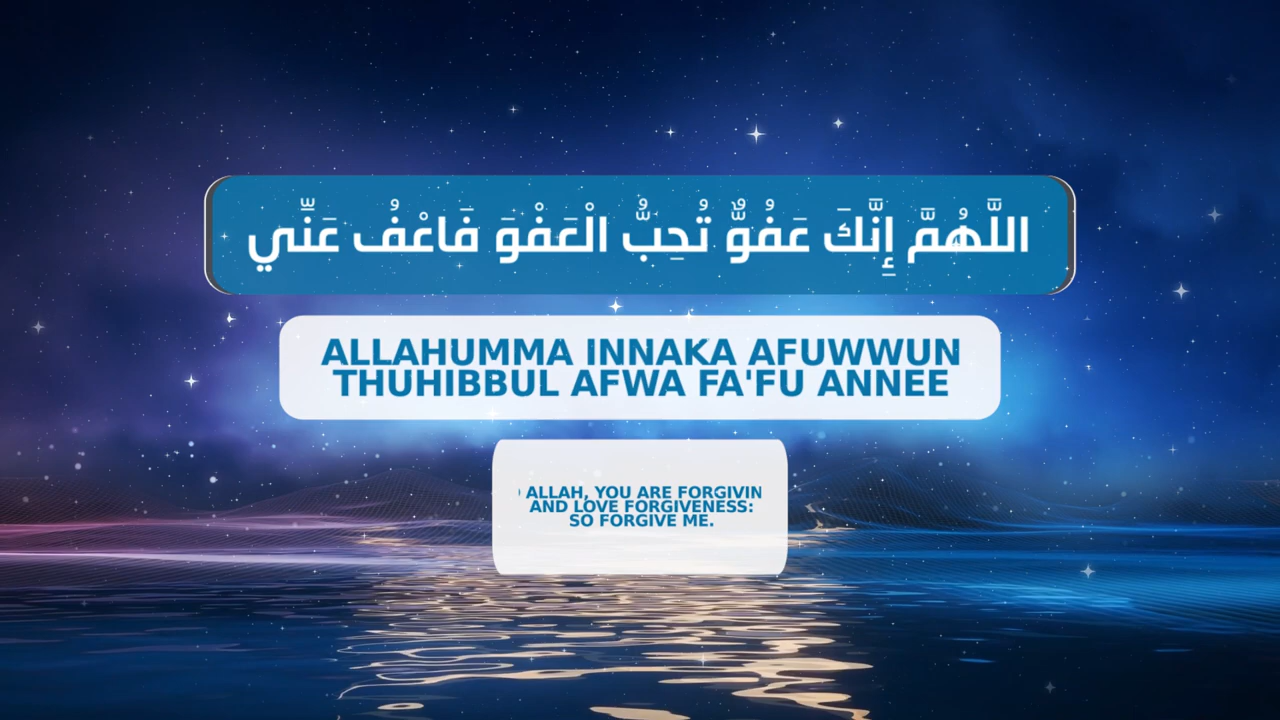 اللَّهُمَّ إِنَّكَ عَفُوٌّ تُحِبُّ الْعَفْوَ فَاعْفُ عَنِّي
ALLAHUMMA INNAKA AFUWWUN
THUHIBBUL AFWA FA'FU ANNEE
ALLAH, YOU ARE FORGIVIN
AND LOVE FORGIVENESS:
SO FORGIVE ME.